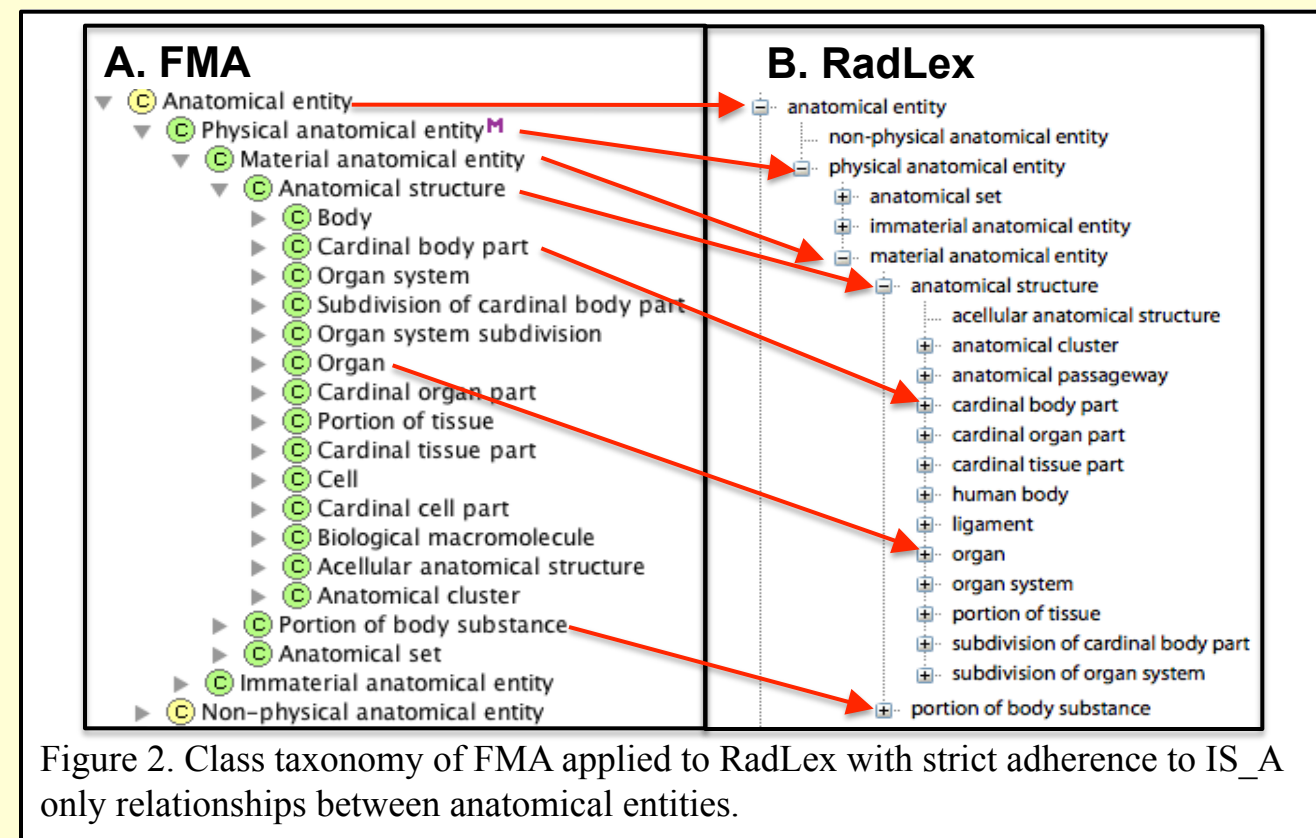 A. FMA
Anatomical entity
Physical anatomical entity M
Material anatomical entity
Anatomical structure
Body
Cardinal body part
Organ system
Subdivision of cardinal body part
Organ system subdivision
Organ
Cardinal organ part
Portion of tissue
Cardinal tissue part
Cell
Cardinal cell part
Biological macromolecule
Acellular anatomical structure
Anatomical cluster
Portion of body substance
Anatomical set
Immaterial anatomical entity
Non-physical anatomical entity
B. RadLex
anatomical entity
non-physical anatomical entity
physical anatomical entity
anatomical set
immaterial anatomical entity
material anatomical entity
anatomical structure
acellular anatomical structure
anatomical cluster
anatomical passageway
cardinal body part
cardinal organ part
cardinal tissue part
human body
ligament
organ
organ system
portion of tissue
subdivision of cardinal body part
subdivision of organ system
portion of body substance
Figure 2. Class taxonomy of FMA applied to RadLex with strict adherence to IS_A
only relationships between anatomical entities.